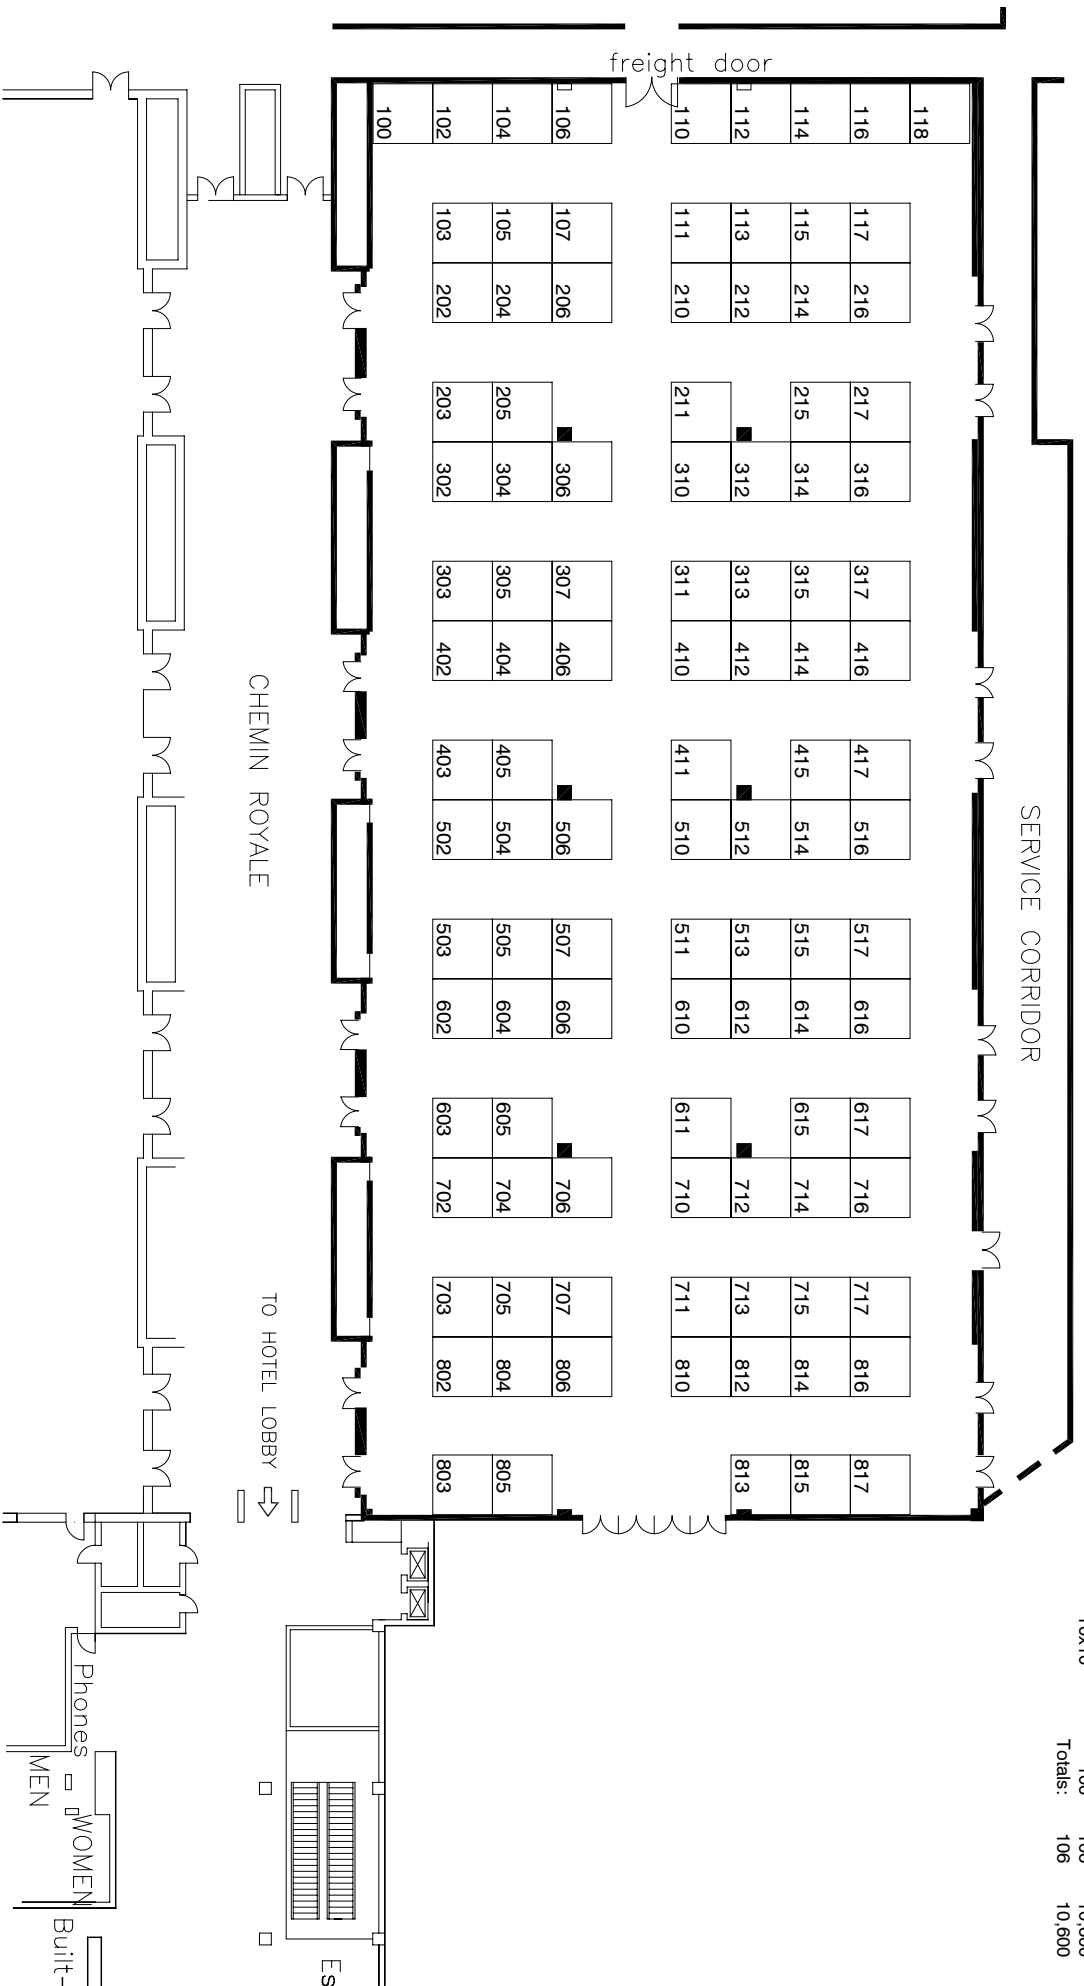 freight door
100 102 104 106 110 112 114 116 118
103 105 107 111 113 115 117
202 204 206 210 212 214 216
203 205 211 215 217
302 304 306 310 312 314 316
303 305 307 311 313 315 317
402 404 406 410 412 414 416
403 405 411 415 417
502 504 506 510 512 514 516
503 505 507 511 513 515 517
602 604 606 610 612 614 616
603 605 611 615 617
702 704 706 710 712 714 716
703 705 707 711 713 715 717
802 804 806 810 812 814 816
803 805 813 815 817
CHEMIN ROYALE
SERVICE CORRIDOR
TO HOTEL LOBBY
Phones
MEN
WOMEN
Built-
Es
Totals: 106 10,600